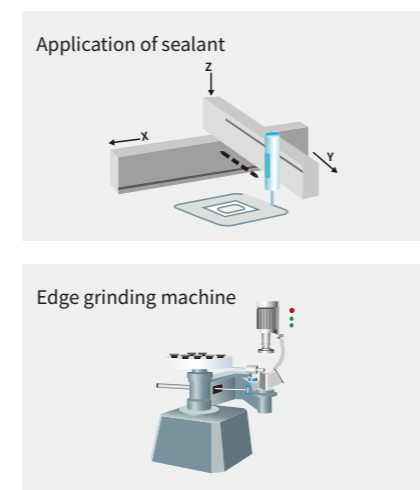 Application of sealant
Z
X
Y
Edge grinding machine